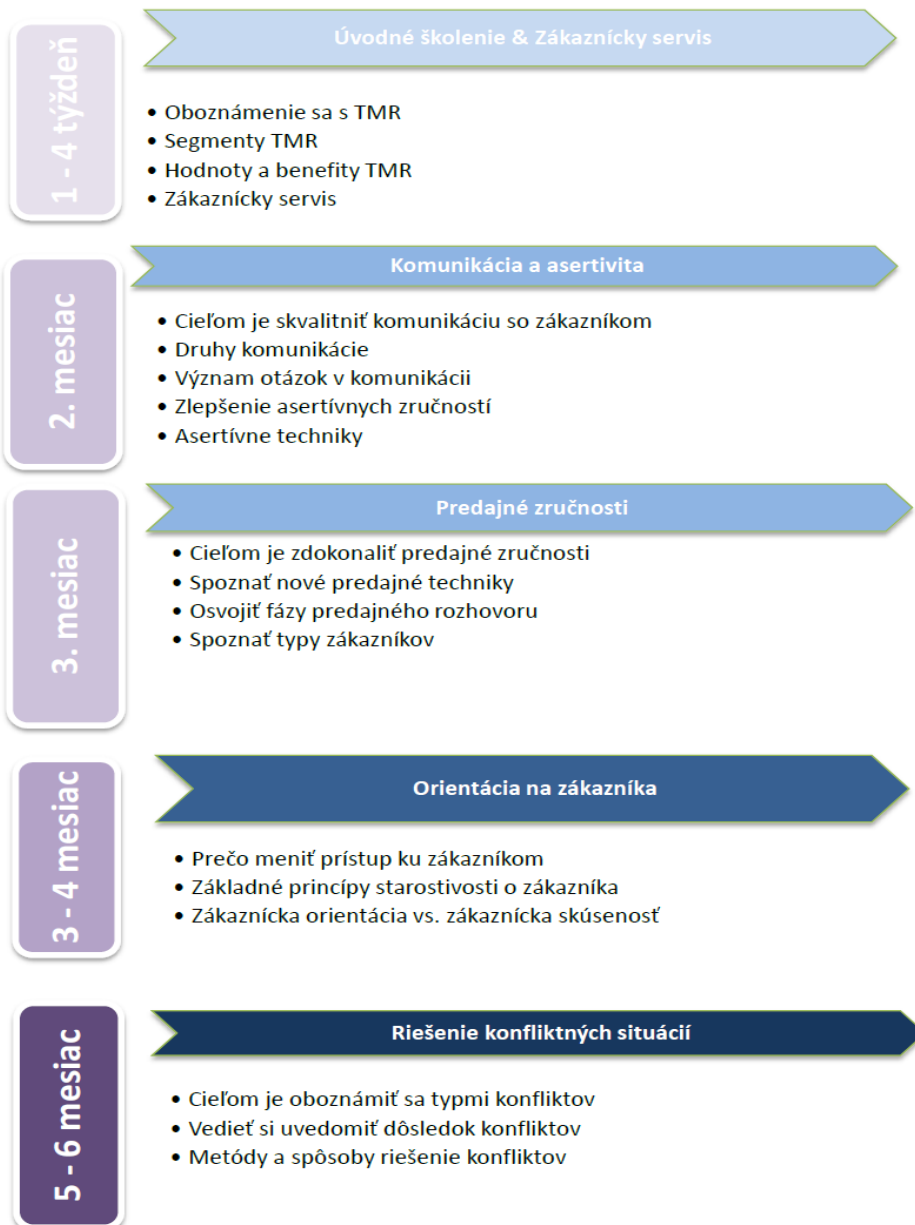 1 - 4 týždeň
Úvodné školenie & Zákaznícky servis
• Oboznámenie sa s TMR
• Segmenty TMR
• Hodnoty a benefity TMR
• Zákaznícky servis
2. mesiac
Komunikácia a asertivita
• Cieľom je skvalitniť komunikáciu so zákazníkom
• Druhy komunikácie
• Význam otázok v komunikácii
• Zlepšenie asertívnych zručností
• Asertívne techniky
3. mesiac
Predajné zručnosti
• Cieľom je zdokonaliť predajné zručnosti
• Spoznať nové predajné techniky
• Osvojiť fázy predajného rozhovoru
• Spoznať typy zákazníkov
3 - 4 mesiac
Orientácia na zákazníka
• Prečo meniť prístup ku zákazníkom
• Základné princípy starostivosti o zákazníka
• Zákaznícka orientácia vs. zákaznícka skúsenosť
5 - 6 mesiac
Riešenie konfliktných situácií
• Cieľom je oboznámiť sa typmi konfliktov
• Vedieť si uvedomiť dôsledok konfliktov
• Metódy a spôsoby riešenie konfliktov